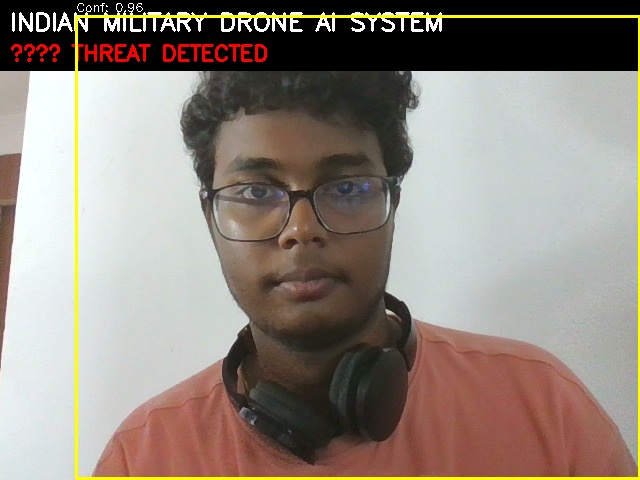 Conf: 0.96
INDIAN MILITARY DRONE AI SYSTEM
???? THREAT DETECTED